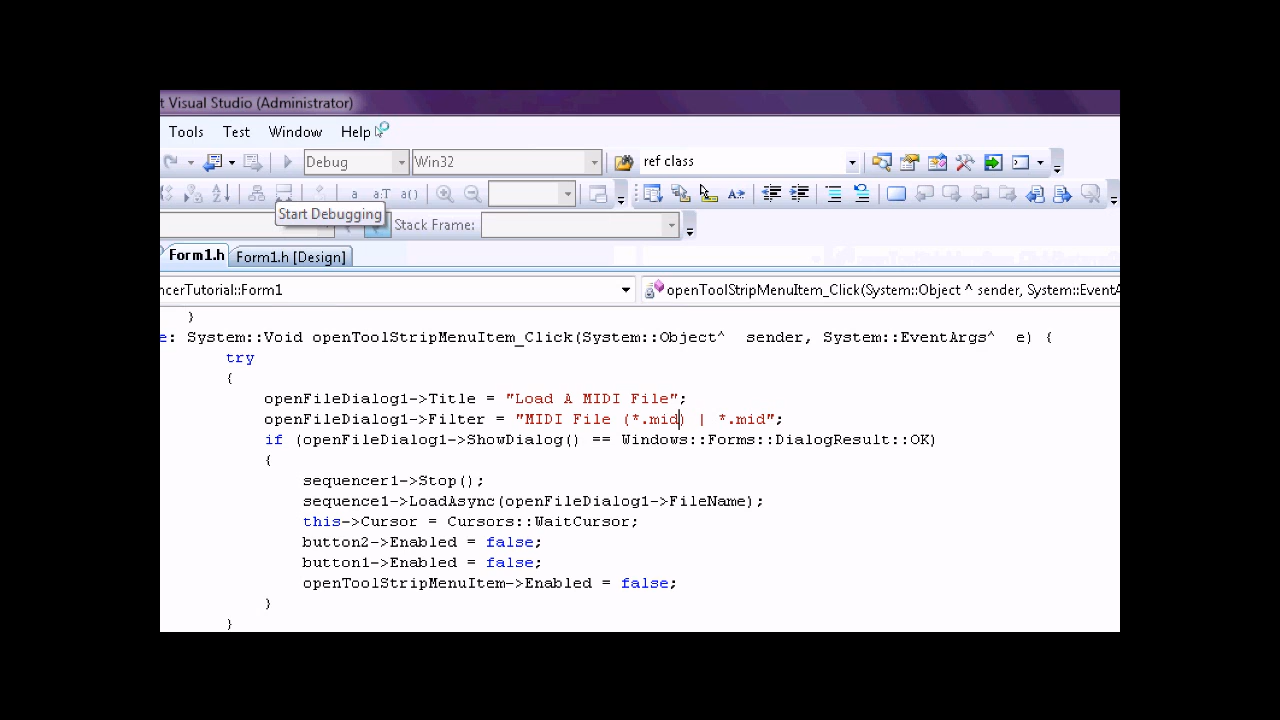 t Visual Studio (Administrator)
Tools Test Window Help
Debug Win32 ref class
a a:T a()
Start Debugging Stack Frame:
Form1.h Form1.h [Design]
ncerTutorial::Form1 openToolStripMenuItem_Click(System::Object ^ sender, System::EventA
}
e: System::Void openToolStripMenuItem_Click(System::Object^ sender, System::EventArgs^ e) {
try
{
openFileDialog1->Title = "Load A MIDI File";
openFileDialog1->Filter = "MIDI File (*.mid) | *.mid";
if (openFileDialog1->ShowDialog() == Windows::Forms::DialogResult::OK)
{
sequencer1->Stop();
sequence1->LoadAsync(openFileDialog1->FileName);
this->Cursor = Cursors::WaitCursor;
button2->Enabled = false;
button1->Enabled = false;
openToolStripMenuItem->Enabled = false;
}
}